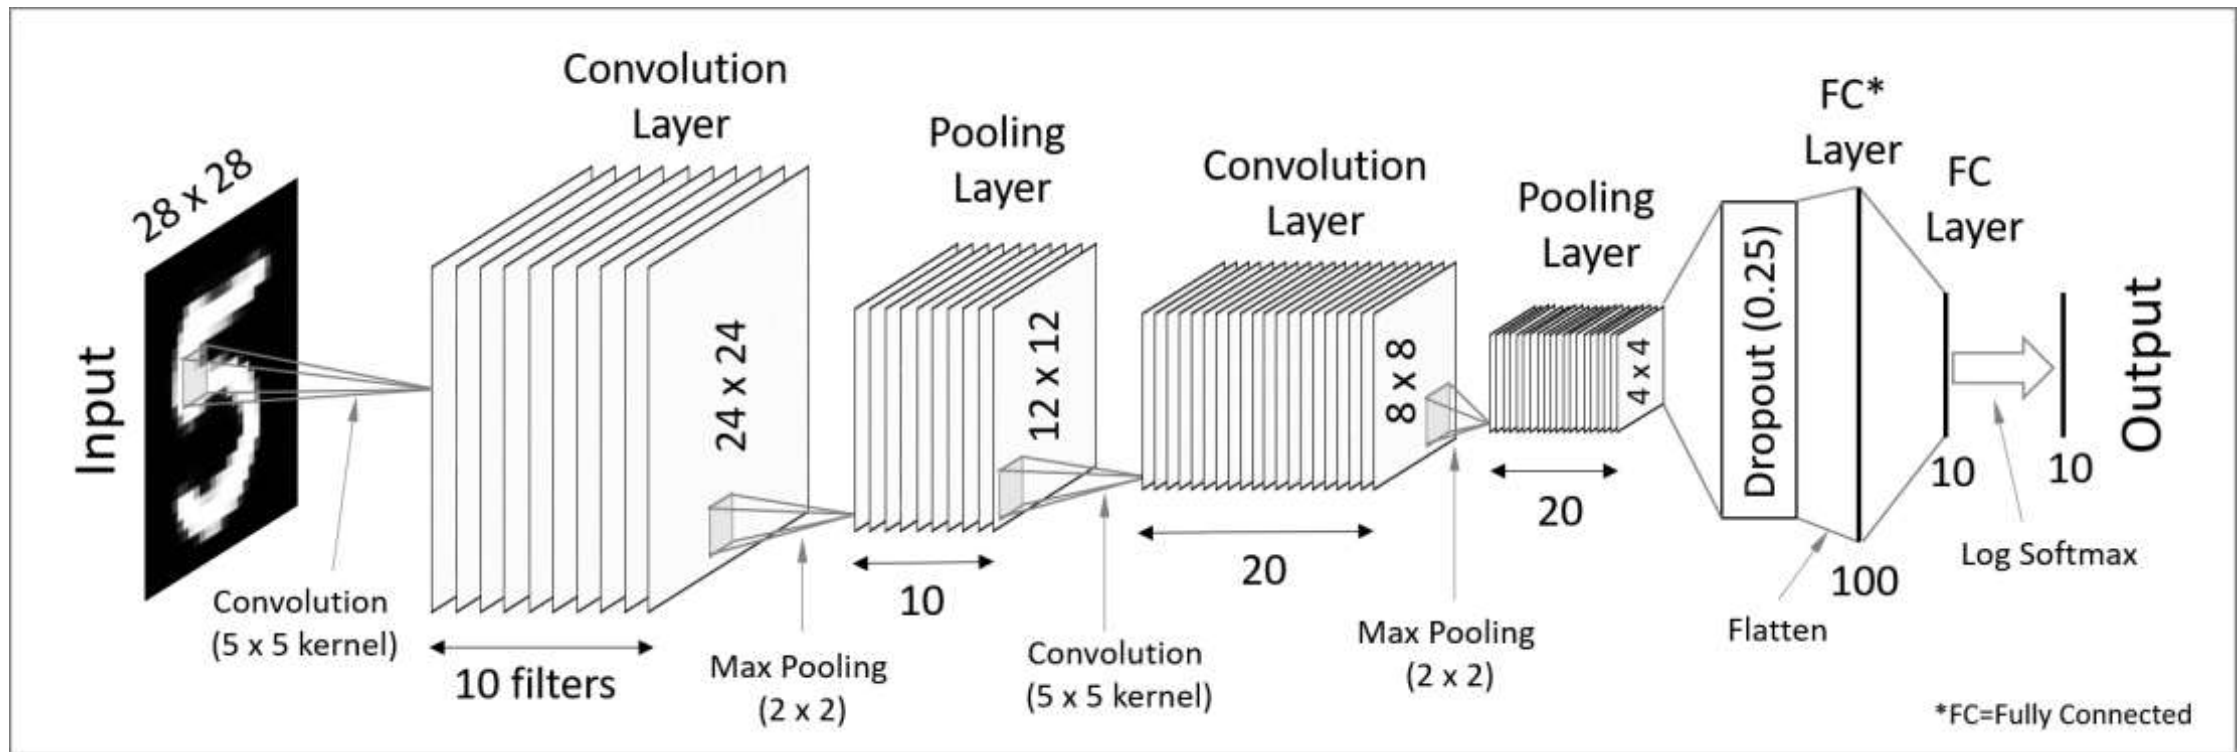 Input
28 x 28
Convolution
(5 x 5 kernel)
Convolution
Layer
24 x 24
10 filters
Max Pooling
(2 x 2)
Pooling
Layer
12 x 12
10
Convolution
(5 x 5 kernel)
Convolution
Layer
8 x 8
20
Max Pooling
(2 x 2)
Pooling
Layer
4 x 4
20
Dropout (0.25)
Flatten
FC*
Layer
100
FC
Layer
10
Log Softmax
10
Output
*FC=Fully Connected
5